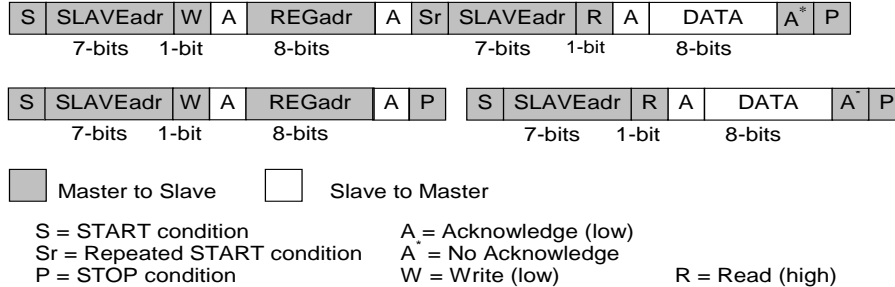 S SLAVEadr W A REGadr A Sr SLAVEadr R A DATA A* P
7-bits 1-bit 8-bits 7-bits 1-bit 8-bits
S SLAVEadr W A REGadr A P S SLAVEadr R A DATA A- P
7-bits 1-bit 8-bits 7-bits 1-bit 8-bits
Master to Slave Slave to Master
S = START condition A = Acknowledge (low)
Sr = Repeated START condition A* = No Acknowledge
P = STOP condition W = Write (low) R = Read (high)